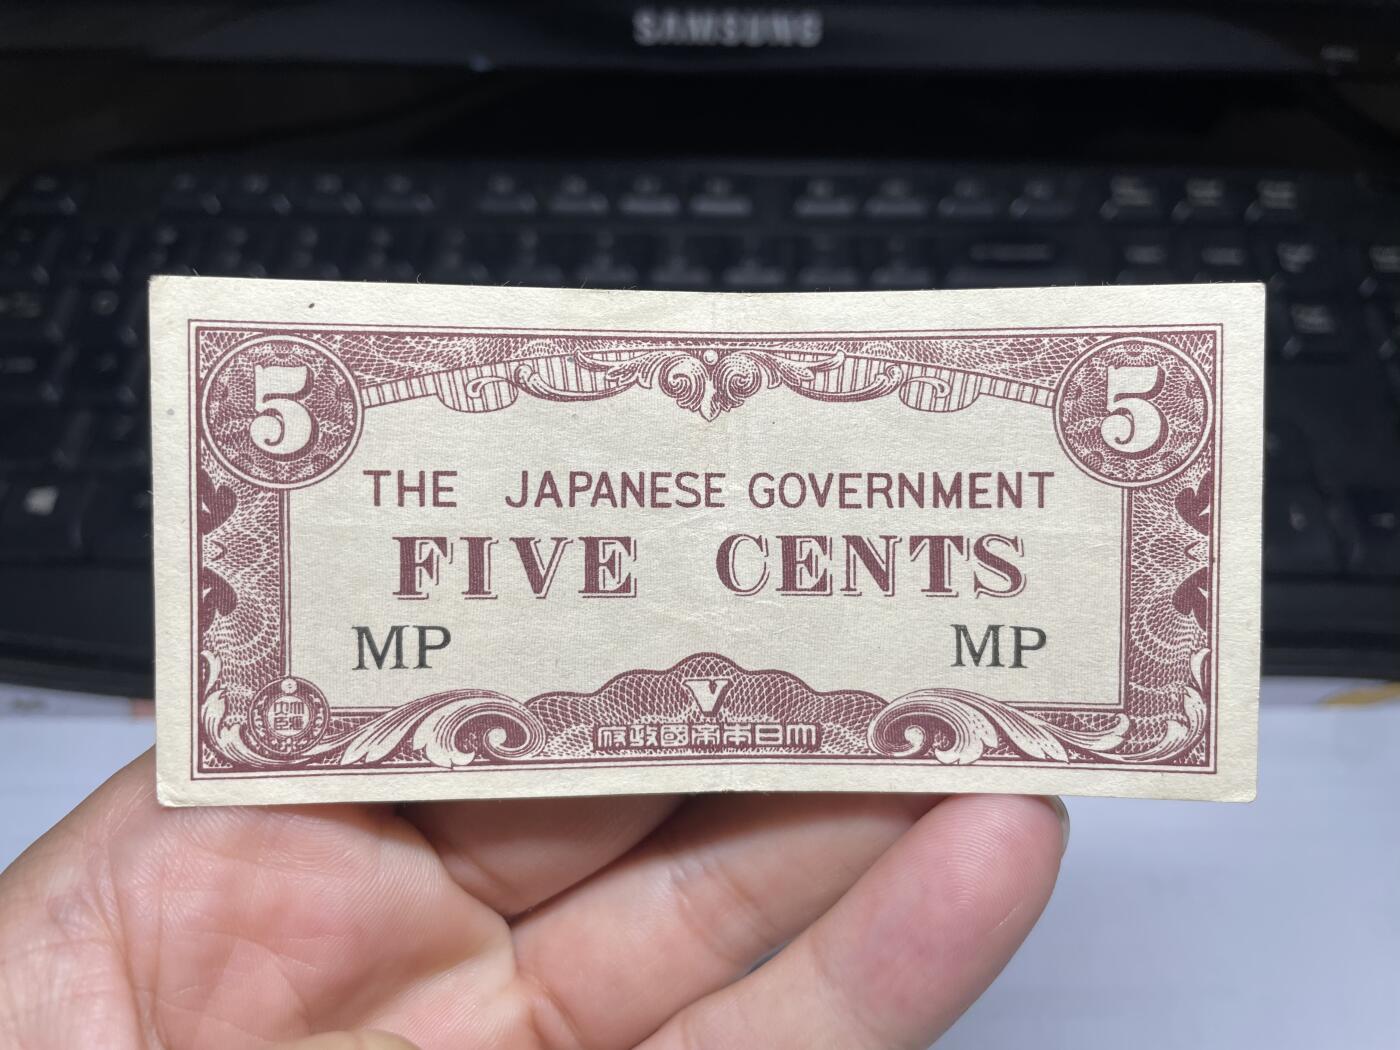 SAMSUNG
5 5
THE JAPANESE GOVERNMENT
FIVE CENTS
MP MP
V
府政國帝本日大